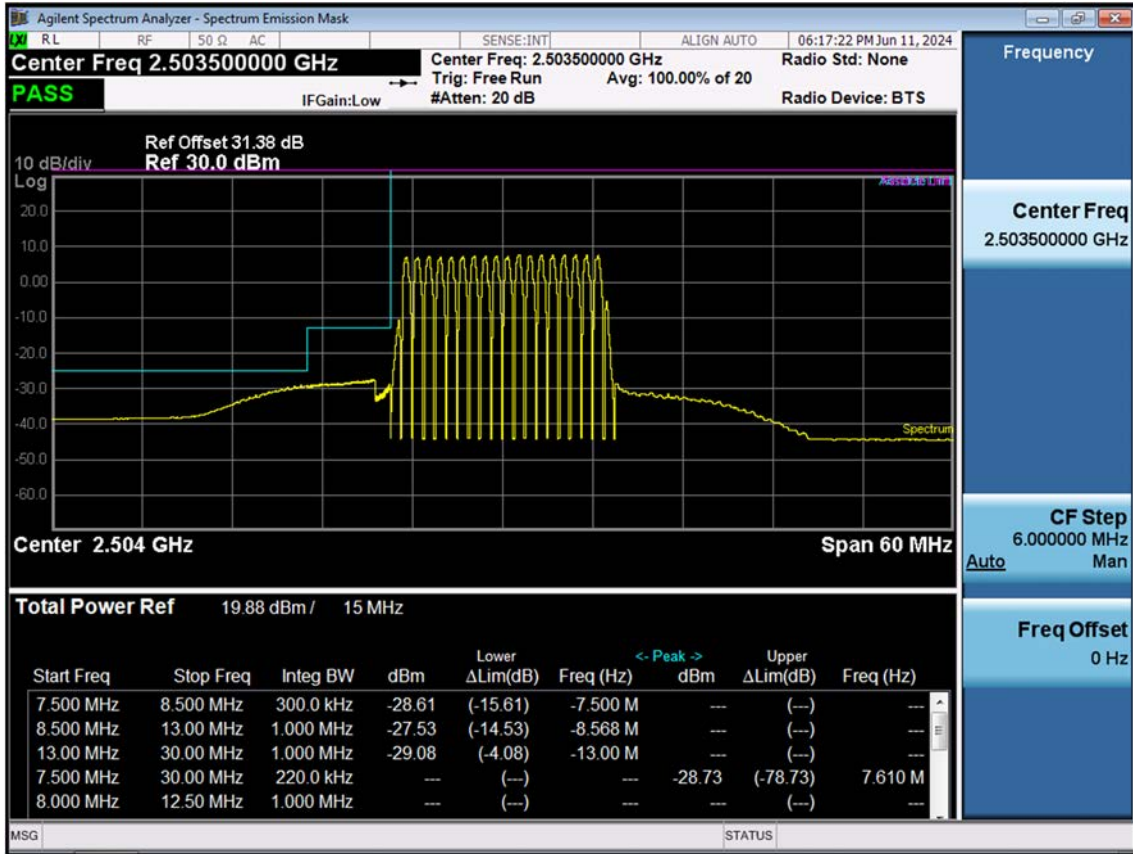 Agilent Spectrum Analyzer - Spectrum Emission Mask
LXI RL RF 50 Ω AC SENSE:INT ALIGN AUTO 06:17:22 PM Jun 11, 2024
Center Freq 2.503500000 GHz
Center Freq: 2.503500000 GHz
Radio Std: None
Trig: Free Run Avg: 100.00% of 20
PASS
IFGain:Low
#Atten: 20 dB
Radio Device: BTS
Ref Offset 31.38 dB
10 dB/div Ref 30.0 dBm
Log
Absolute Limit
20.0
10.0
0.00
-10.0
-20.0
-30.0
-40.0
Spectrum
-50.0
-60.0
Center 2.504 GHz Span 60 MHz
Total Power Ref 19.88 dBm / 15 MHz
Lower <- Peak -> Upper
Start Freq Stop Freq Integ BW dBm ΔLim(dB) Freq (Hz) dBm ΔLim(dB) Freq (Hz)
7.500 MHz 8.500 MHz 300.0 kHz -28.61 (-15.61) -7.500 M --- (---) ---
8.500 MHz 13.00 MHz 1.000 MHz -27.53 (-14.53) -8.568 M --- (---) ---
13.00 MHz 30.00 MHz 1.000 MHz -29.08 (-4.08) -13.00 M --- (---) ---
7.500 MHz 30.00 MHz 220.0 kHz --- (---) --- -28.73 (-78.73) 7.610 M
8.000 MHz 12.50 MHz 1.000 MHz --- (---) --- --- (---) ---
MSG STATUS
Frequency
Center Freq
2.503500000 GHz
CF Step
6.000000 MHz
Auto Man
Freq Offset
0 Hz